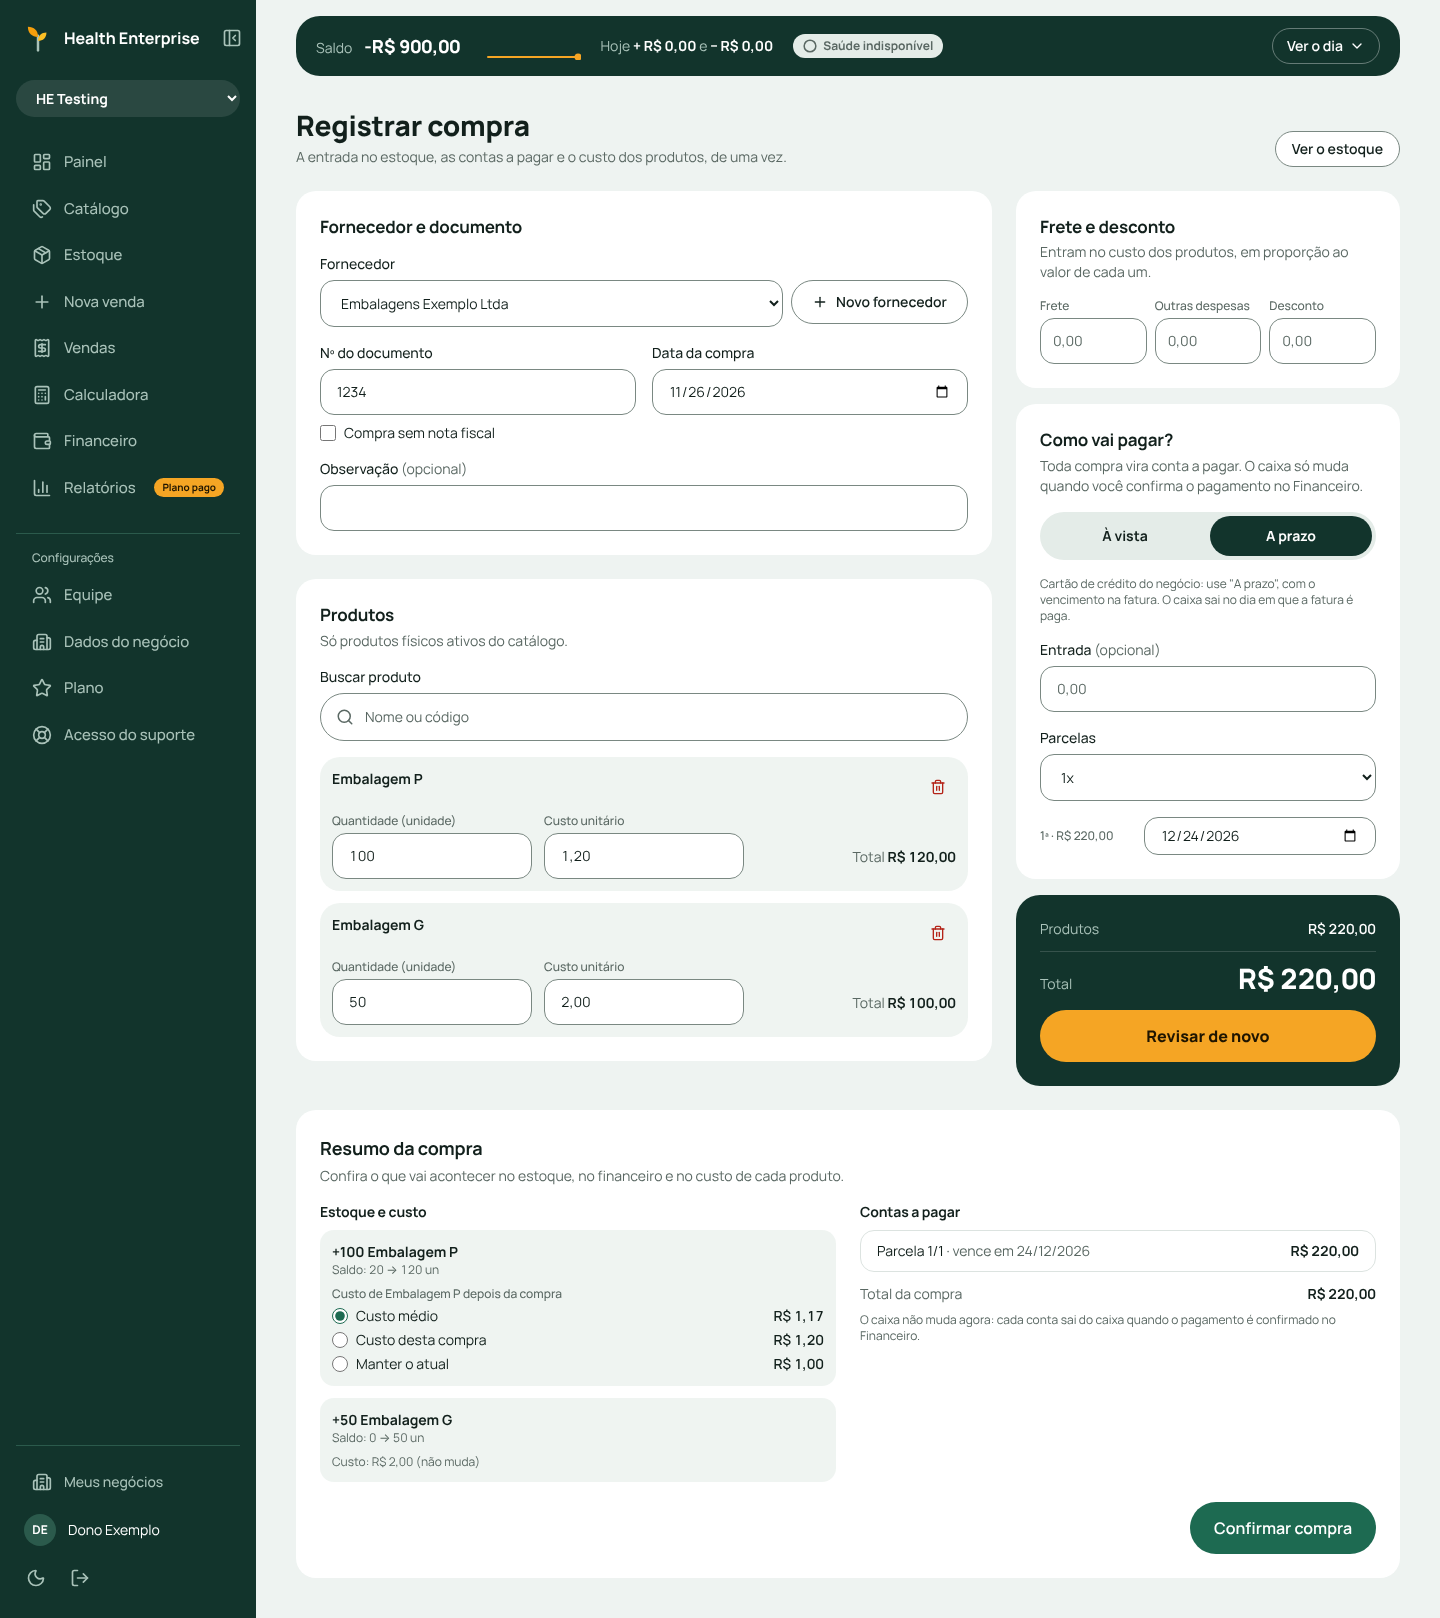 Health Enterprise
HE Testing
Painel
Catálogo
Estoque
Nova venda
Vendas
Calculadora
Financeiro
Relatórios Plano pago
Configurações
Equipe
Dados do negócio
Plano
Acesso do suporte
Meus negócios
DE Dono Exemplo
Saldo -R$ 900,00 Hoje + R$ 0,00 e − R$ 0,00 Saúde indisponível Ver o dia
Registrar compra
A entrada no estoque, as contas a pagar e o custo dos produtos, de uma vez.
Ver o estoque
Fornecedor e documento
Fornecedor
Embalagens Exemplo Ltda
Novo fornecedor
Nº do documento
Data da compra
1234
11/26/2026
Compra sem nota fiscal
Observação (opcional)
Produtos
Só produtos físicos ativos do catálogo.
Buscar produto
Nome ou código
Embalagem P
Quantidade (unidade)
Custo unitário
100
1,20
Total R$ 120,00
Embalagem G
Quantidade (unidade)
Custo unitário
50
2,00
Total R$ 100,00
Frete e desconto
Entram no custo dos produtos, em proporção ao
valor de cada um.
Frete
Outras despesas
Desconto
0,00
0,00
0,00
Como vai pagar?
Toda compra vira conta a pagar. O caixa só muda
quando você confirma o pagamento no Financeiro.
À vista
A prazo
Cartão de crédito do negócio: use "A prazo", com o
vencimento na fatura. O caixa sai no dia em que a fatura é
paga.
Entrada (opcional)
0,00
Parcelas
1x
1ª · R$ 220,00
12/24/2026
Produtos R$ 220,00
Total R$ 220,00
Revisar de novo
Resumo da compra
Confira o que vai acontecer no estoque, no financeiro e no custo de cada produto.
Estoque e custo
+100 Embalagem P
Saldo: 20 → 120 un
Custo de Embalagem P depois da compra
Custo médio R$ 1,17
Custo desta compra R$ 1,20
Manter o atual R$ 1,00
+50 Embalagem G
Saldo: 0 → 50 un
Custo: R$ 2,00 (não muda)
Contas a pagar
Parcela 1/1 · vence em 24/12/2026 R$ 220,00
Total da compra R$ 220,00
O caixa não muda agora: cada conta sai do caixa quando o pagamento é confirmado no
Financeiro.
Confirmar compra